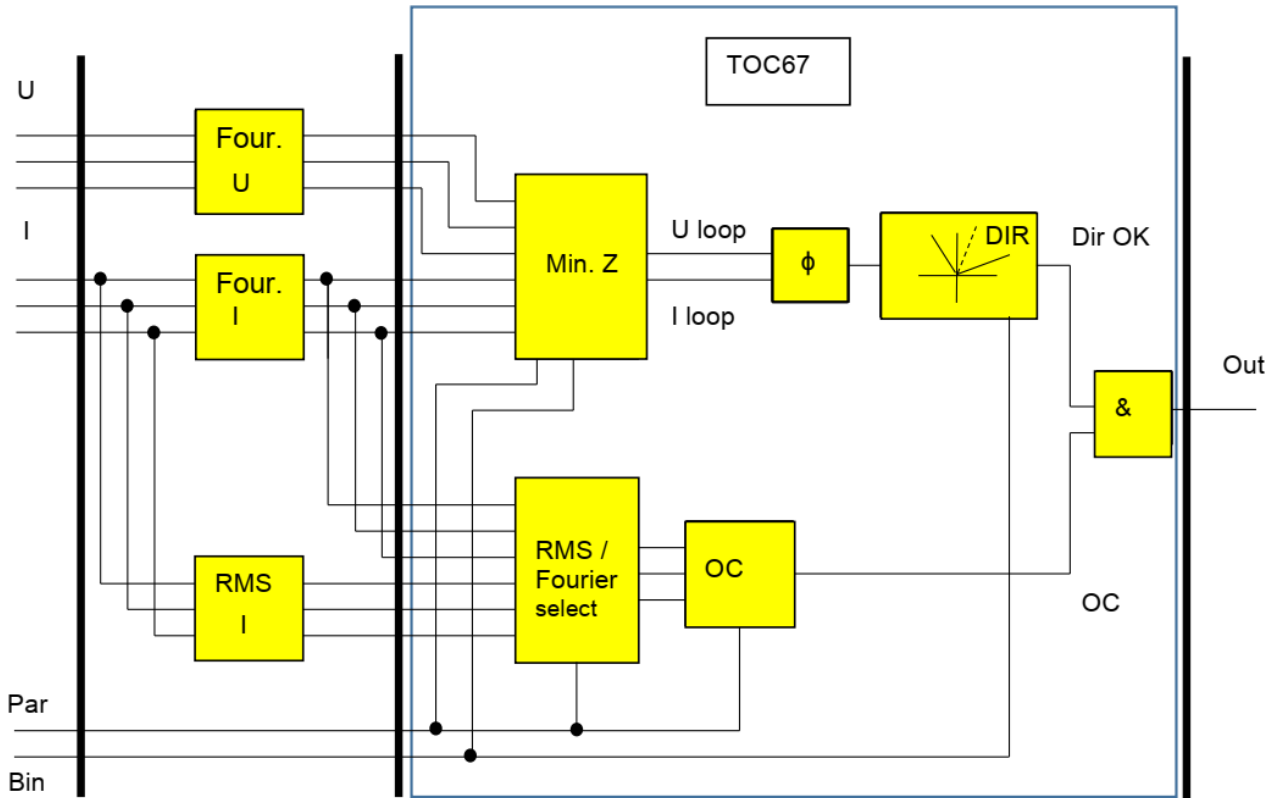 TOC67
U
Four.
U
I
Four.
I
Min. Z
U loop
I loop
ϕ
DIR
Dir OK
&
Out
RMS
I
RMS /
Fourier
select
OC
OC
Par
Bin